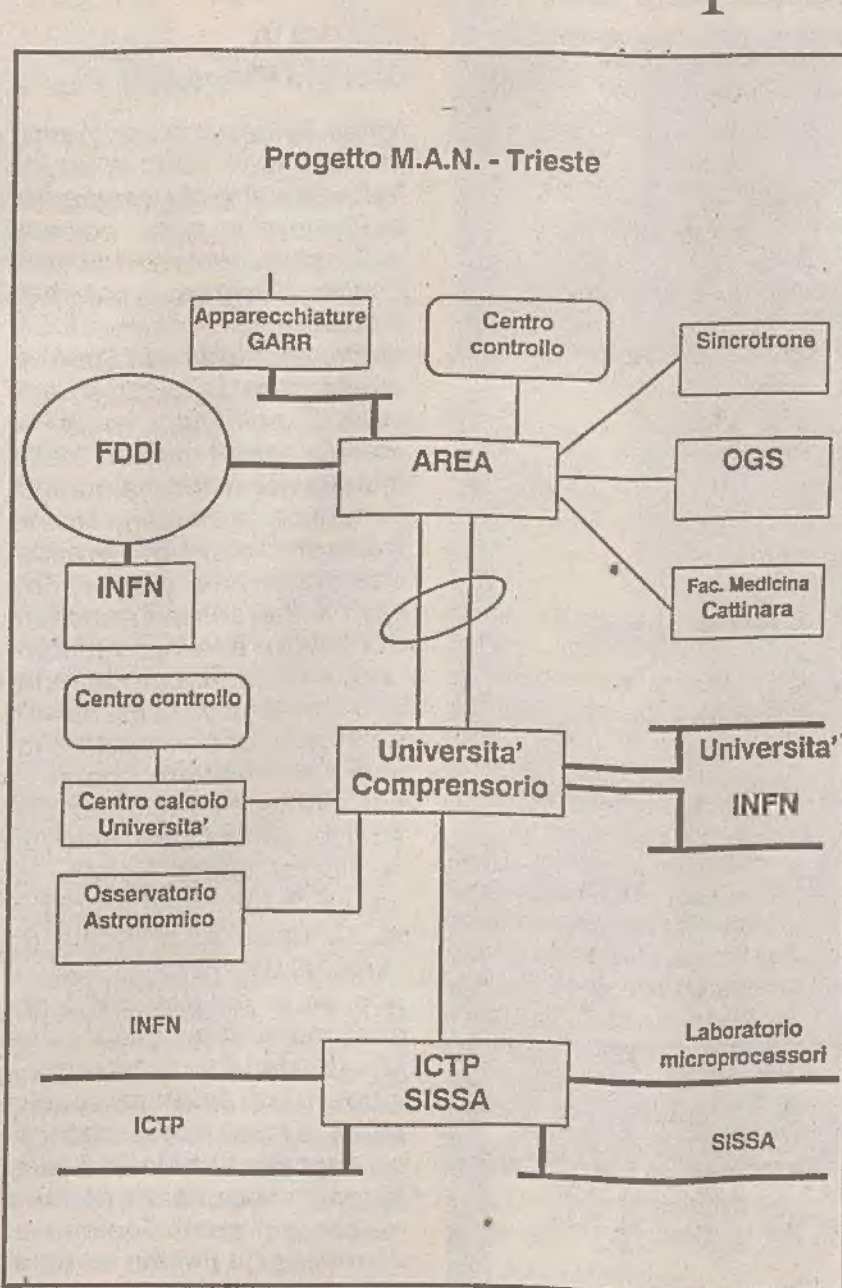 Progetto M.A.N. - Trieste
Apparecchiature
GARR
Centro
controllo
Sincrotrone
FDDI
AREA
OGS
INFN
Fac. Medicina
Cattinara
Centro controllo
Universita'
Comprensorio
Universita'
INFN
Centro calcolo
Universita'
Osservatorio
Astronomico
INFN
ICTP
SISSA
Laboratorio
microprocessori
ICTP
SISSA